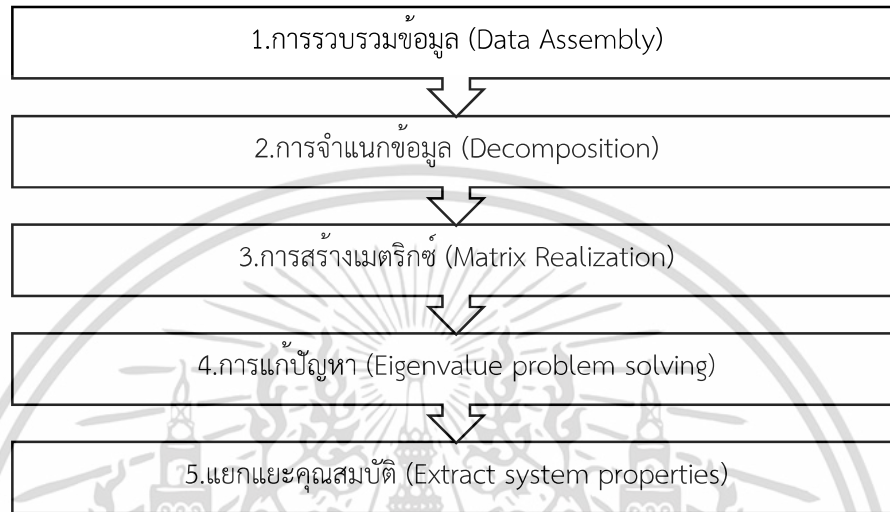 1.การรวบรวมข้อมูล (Data Assembly)
2.การจำแนกข้อมูล (Decomposition)
3.การสร้างเมตริกซ์ (Matrix Realization)
4.การแก้ปัญหา (Eigenvalue problem solving)
5.แยกแยะคุณสมบัติ (Extract system properties)